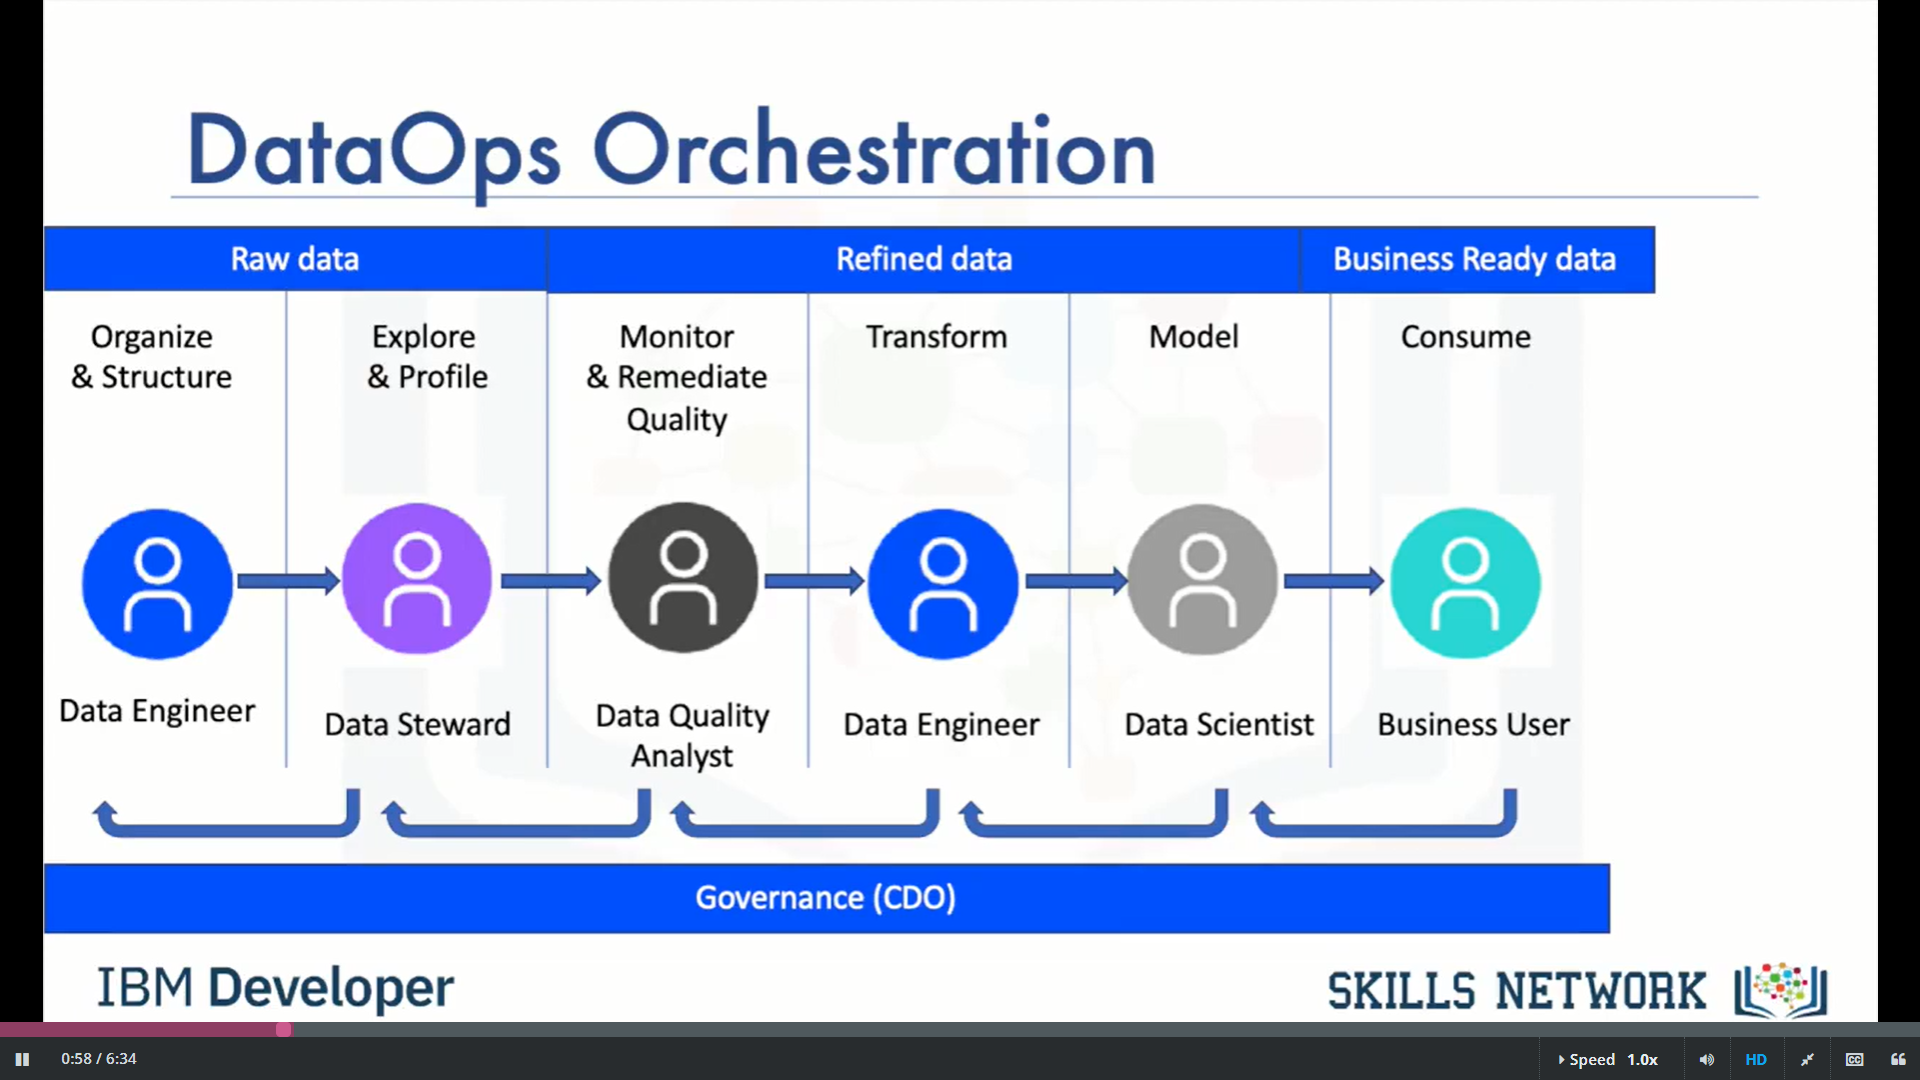 DataOps Orchestration
Raw data
Refined data
Business Ready data
Organize
& Structure
Explore
& Profile
Monitor
& Remediate
Quality
Transform
Model
Consume
Data Engineer
Data Steward
Data Quality
Analyst
Data Engineer
Data Scientist
Business User
Governance (CDO)
IBM Developer
SKILLS NETWORK
0:58 / 6:34
Speed 1.0x
HD
CC